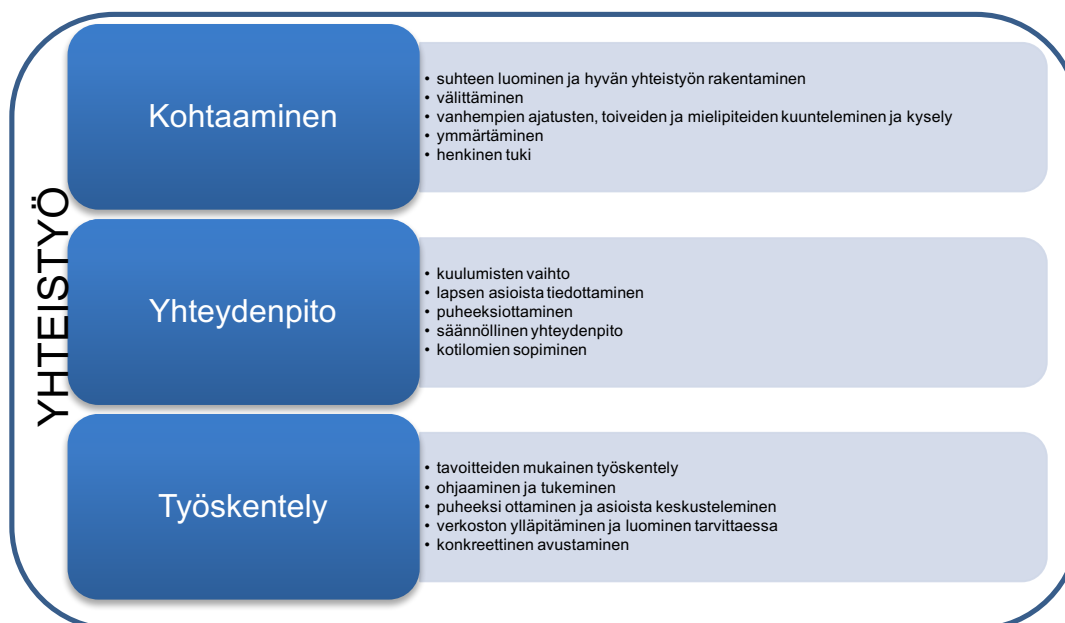 YHTEISTYÖ
Kohtaaminen
• suhteen luominen ja hyvän yhteistyön rakentaminen
• välittäminen
• vanhempien ajatusten, toiveiden ja mielipiteiden kuunteleminen ja kysely
• ymmärtäminen
• henkinen tuki
Yhteydenpito
• kuulumisten vaihto
• lapsen asioista tiedottaminen
• puheeksiottaminen
• säännöllinen yhteydenpito
• kotilomien sopiminen
Työskentely
• tavoitteiden mukainen työskentely
• ohjaaminen ja tukeminen
• puheeksi ottaminen ja asioista keskusteleminen
• verkoston ylläpitäminen ja luominen tarvittaessa
• konkreettinen avustaminen